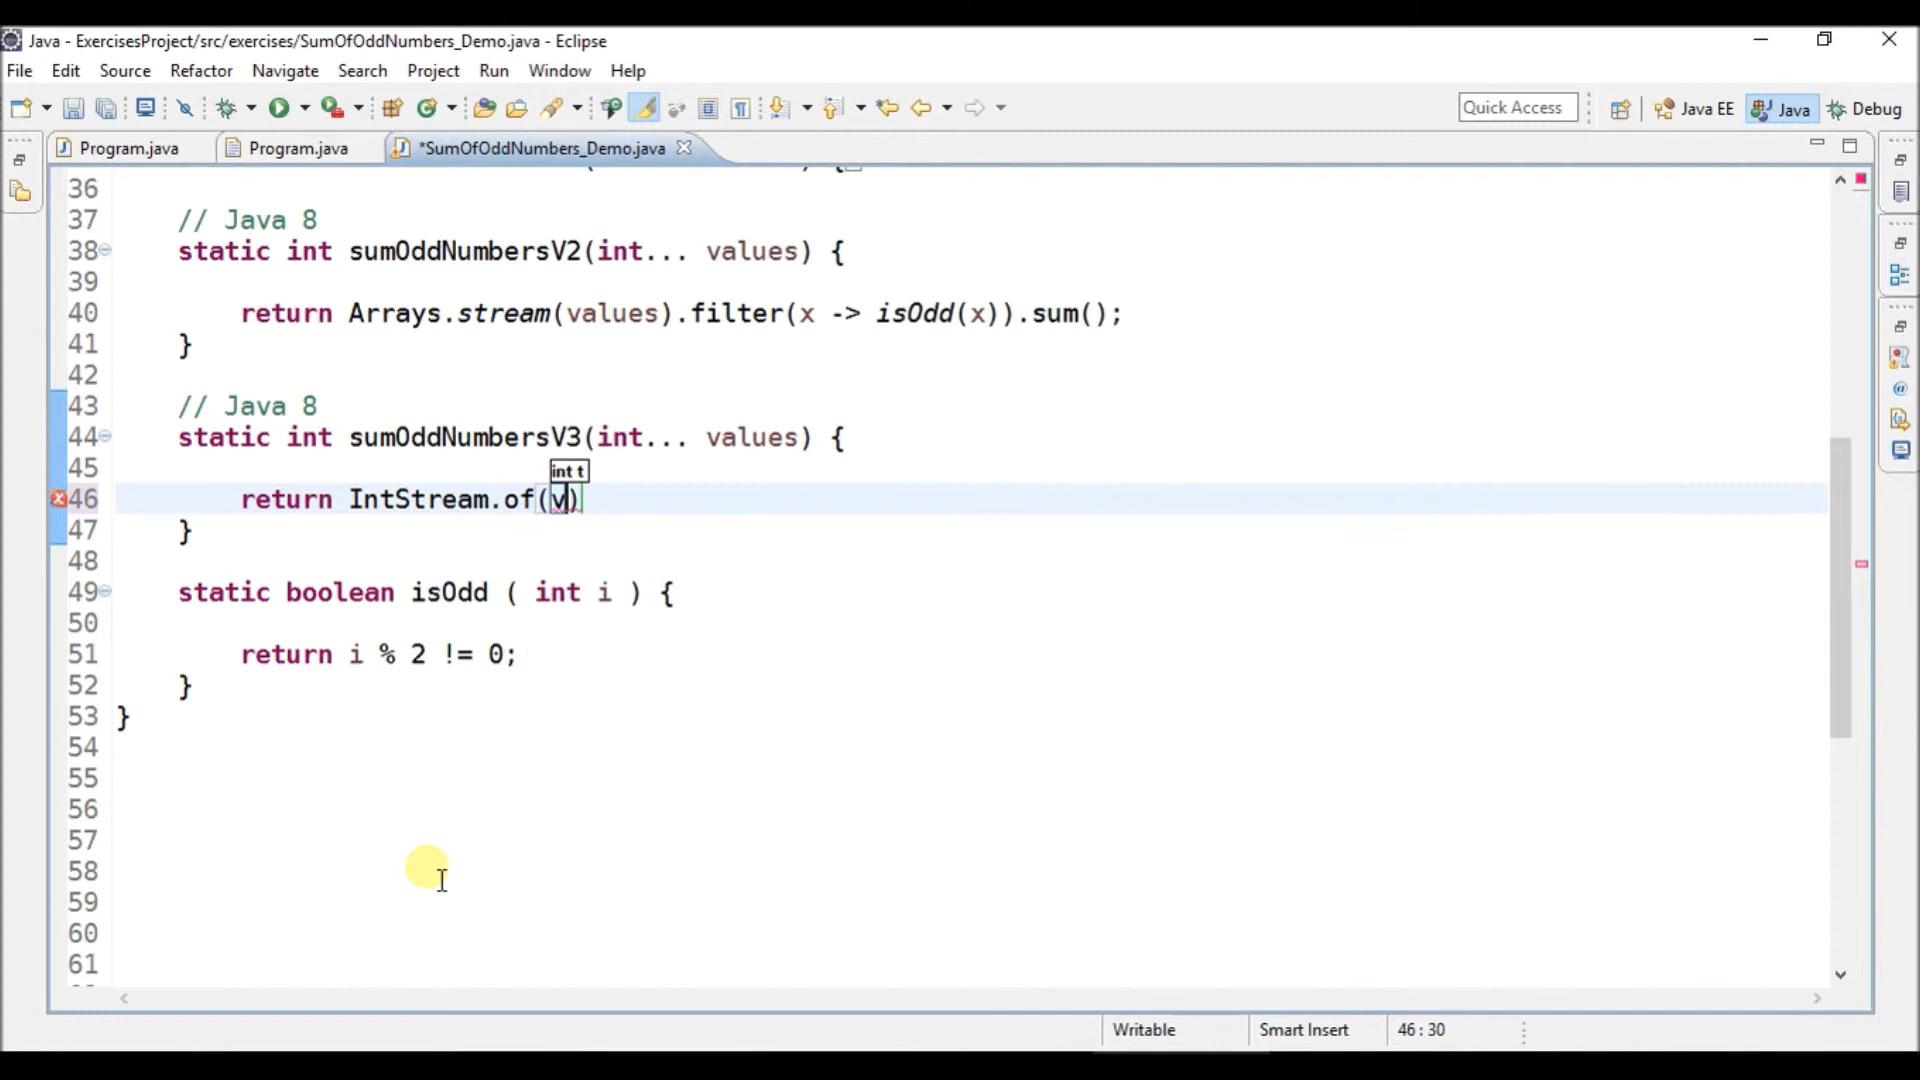 Java - ExercisesProject/src/exercises/SumOfOddNumbers_Demo.java - Eclipse
File Edit Source Refactor Navigate Search Project Run Window Help
Quick Access Java EE Java Debug
Program.java Program.java *SumOfOddNumbers_Demo.java
36
37 // Java 8
38 static int sumOddNumbersV2(int... values) {
39
40 return Arrays.stream(values).filter(x -> isOdd(x)).sum();
41 }
42
43 // Java 8
44 static int sumOddNumbersV3(int... values) {
45
int t
46 return IntStream.of(v)
47 }
48
49 static boolean isOdd ( int i ) {
50
51 return i % 2 != 0;
52 }
53 }
54
55
56
57
58
59
60
61
Writable Smart Insert 46 : 30